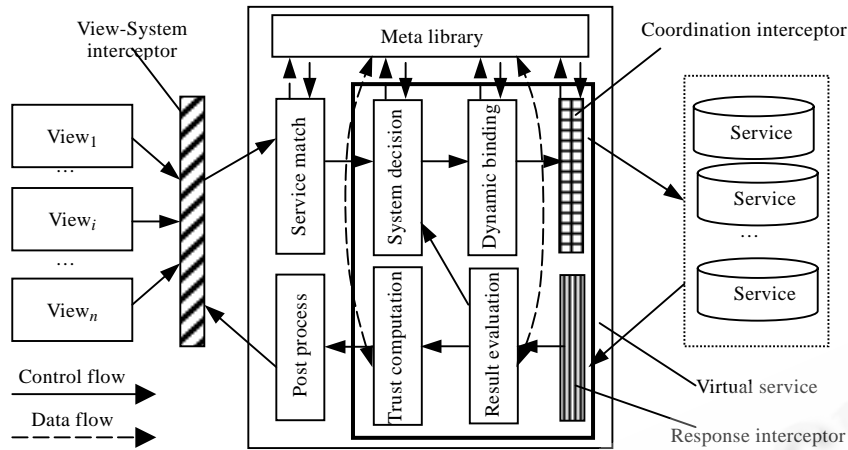 View-System
interceptor
Meta library
Coordination interceptor
View1
...
Viewi
...
Viewn
Service match
System decision
Dynamic binding
Service
Service
...
Service
Post process
Trust computation
Result evaluation
Control flow
Data flow
Virtual service
Response interceptor